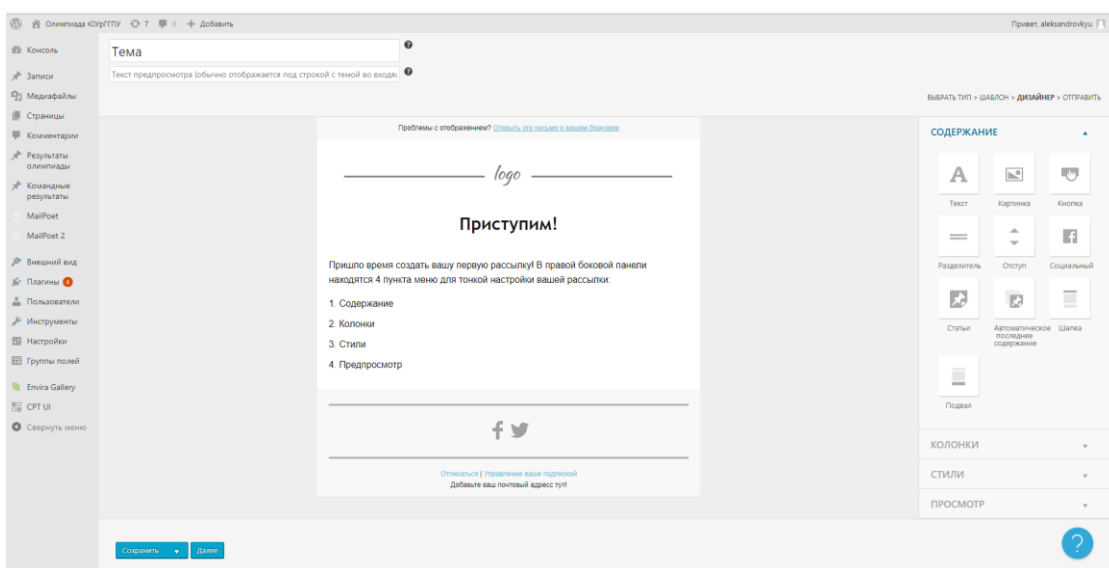 Олимпиада ЮУрГГПУ 7 0 + Добавить
Привет, aleksandrovkyu
Консоль
Записи
Медиафайлы
Страницы
Комментарии
Результаты
олимпиады
Командные
результаты
MailPoet
MailPoet 2
Внешний вид
Плагины 4
Пользователи
Инструменты
Настройки
Группы полей
Envira Gallery
CPT UI
Свернуть меню
Тема
Текст предпросмотра (обычно отображается под строкой с темой во входящ
ВЫБРАТЬ ТИП > ШАБЛОН > ДИЗАЙНЕР > ОТПРАВИТЬ
Проблемы с отображением? Открыть это письмо в вашем браузере
logo
Приступим!
Пришло время создать вашу первую рассылку! В правой боковой панели
находятся 4 пункта меню для тонкой настройки вашей рассылки:
1. Содержание
2. Колонки
3. Стили
4. Предпросмотр
Отписаться | Управление ваше подпиской
Добавьте ваш почтовый адресс тут!
Сохранить
Далее
СОДЕРЖАНИЕ
Текст
Картинка
Кнопка
Разделитель
Отступ
Социальный
Статьи
Автоматическое
последнее
содержание
Шапка
Подвал
КОЛОНКИ
СТИЛИ
ПРОСМОТР